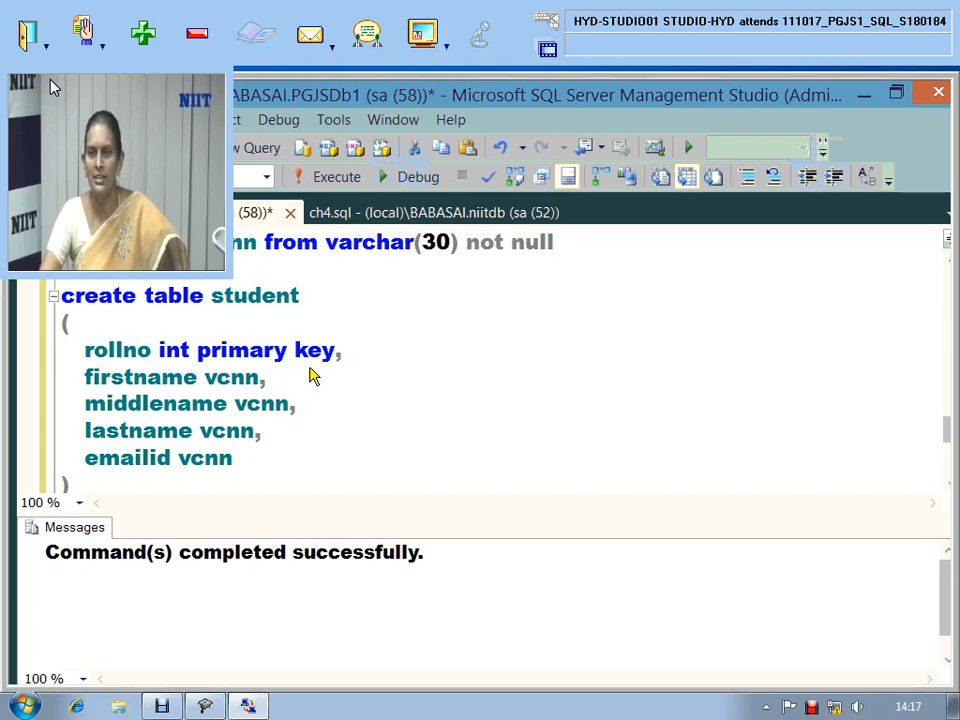 HYD-STUDIO01 STUDIO-HYD attends 111017_PGJS1_SQL_S180184
NIIT
NIIT
NIIT
ABASAI.PGJSDb1 (sa (58))* - Microsoft SQL Server Management Studio (Admi...
ct Debug Tools Window Help
w Query
Execute Debug
(58))* ch4.sql - (local)\BABASAI.niitdb (sa (52))
nn from varchar(30) not null
create table student
(
rollno int primary key,
firstname vcnn,
middlename vcnn,
lastname vcnn,
emailid vcnn
)
100 %
Messages
Command(s) completed successfully.
100 %
14:17